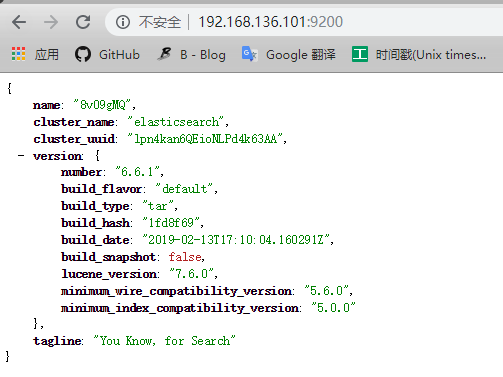 不安全 192.168.136.101:9200
应用 GitHub B - Blog Google 翻译 时间戳(Unix times...
{
name: "8v09gMQ",
cluster_name: "elasticsearch",
cluster_uuid: "lpn4kan6QEioNLPd4k63AA",
- version: {
number: "6.6.1",
build_flavor: "default",
build_type: "tar",
build_hash: "1fd8f69",
build_date: "2019-02-13T17:10:04.160291Z",
build_snapshot: false,
lucene_version: "7.6.0",
minimum_wire_compatibility_version: "5.6.0",
minimum_index_compatibility_version: "5.0.0"
},
tagline: "You Know, for Search"
}